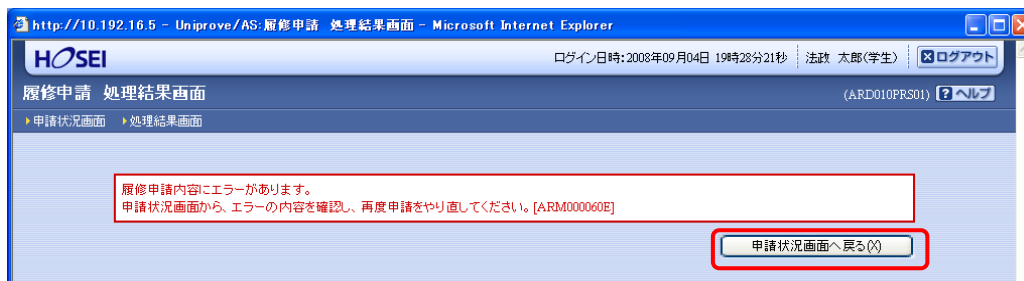 http://10.192.16.5 - Uniprove/AS:履修申請　処理結果画面 - Microsoft Internet Explorer
HOSEI
ログイン日時:2008年09月04日 19時28分21秒
法政 太郎(学生)
ログアウト
履修申請　処理結果画面
(ARD010PRS01)
? ヘルプ
申請状況画面
処理結果画面
履修申請内容にエラーがあります。
申請状況画面から、エラーの内容を確認し、再度申請をやり直してください。[ARM000060E]
申請状況画面へ戻る(X)